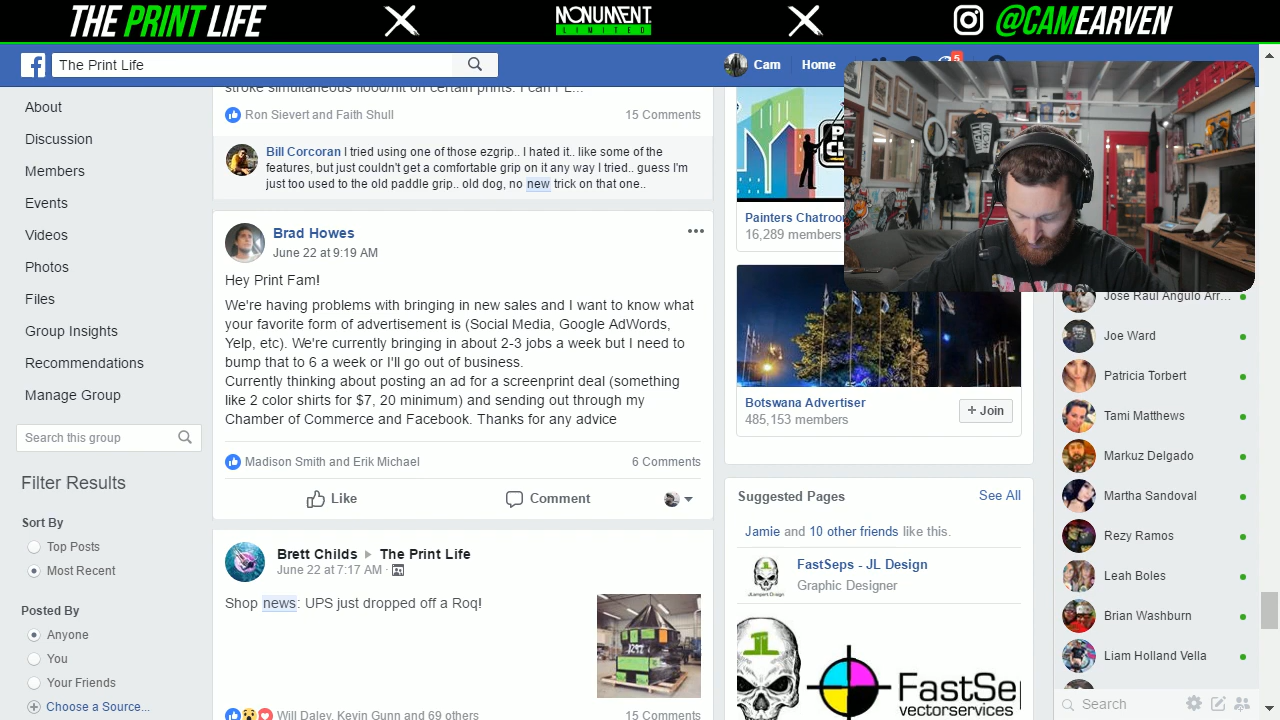 THE PRINT LIFE
MONUMENT
LIMITED
@CAMEARVEN
The Print Life
Cam
Home
5
About
Discussion
Members
Events
Videos
Photos
Files
Group Insights
Recommendations
Manage Group
Search this group
Filter Results
Sort By
Top Posts
Most Recent
Posted By
Anyone
You
Your Friends
Choose a Source...
Ron Sievert and Faith Shull
15 Comments
Bill Corcoran I tried using one of those ezgrip.. I hated it.. like some of the
features, but just couldn't get a comfortable grip on it any way I tried.. guess I'm
just too used to the old paddle grip.. old dog, no new trick on that one..
Brad Howes
June 22 at 9:19 AM
Hey Print Fam!
We're having problems with bringing in new sales and I want to know what
your favorite form of advertisement is (Social Media, Google AdWords,
Yelp, etc). We're currently bringing in about 2-3 jobs a week but I need to
bump that to 6 a week or I'll go out of business.
Currently thinking about posting an ad for a screenprint deal (something
like 2 color shirts for $7, 20 minimum) and sending out through my
Chamber of Commerce and Facebook. Thanks for any advice
Madison Smith and Erik Michael
6 Comments
Like
Comment
Brett Childs
The Print Life
June 22 at 7:17 AM
Shop news: UPS just dropped off a Roq!
Will Daley, Kevin Gunn and 69 others
15 Comments
16,289 members
Botswana Advertiser
485,153 members
+ Join
Suggested Pages
See All
Jamie and 10 other friends like this.
FastSeps - JL Design
Graphic Designer
JL
FastSe
vectorservices
Jose Raul Angulo Arr...
Joe Ward
Patricia Torbert
Tami Matthews
Markuz Delgado
Martha Sandoval
Rezy Ramos
Leah Boles
Brian Washburn
Liam Holland Vella
Search